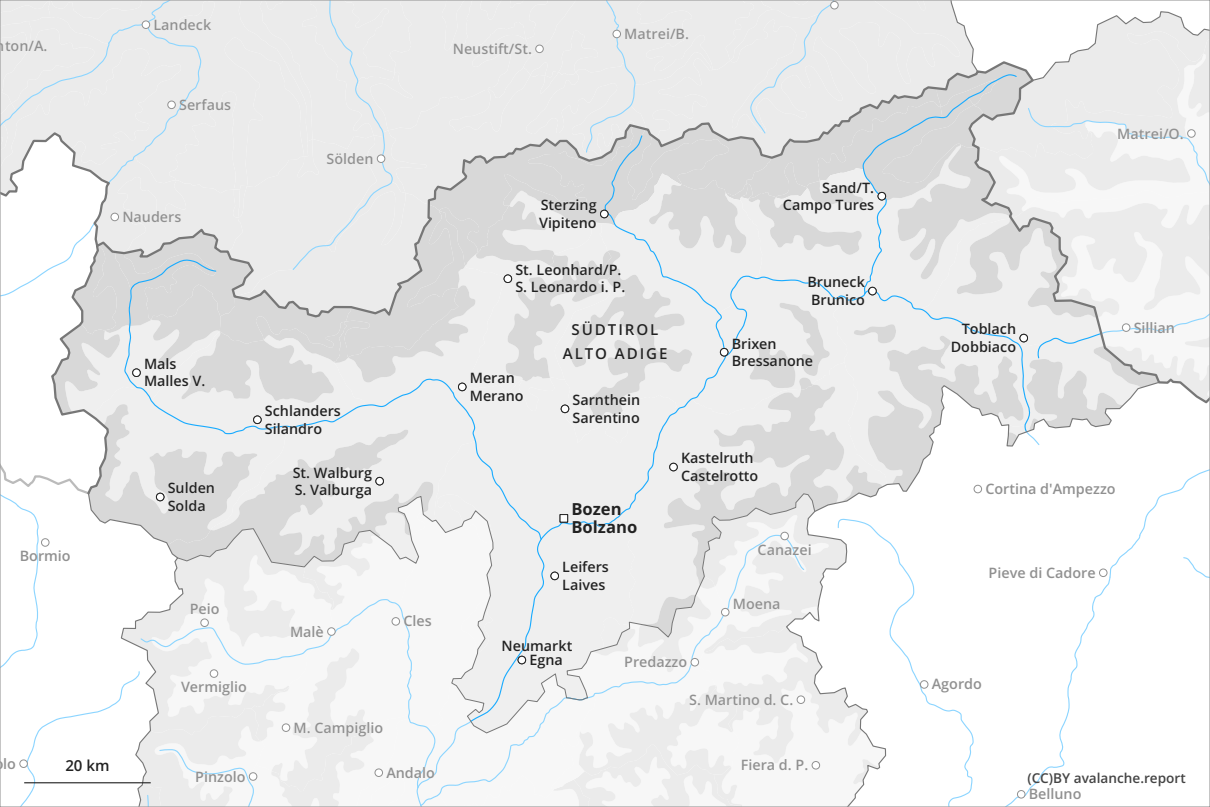 Landeck
nton/A.
Neustift/St.
Matrei/B.
Serfaus
Matrei/O.
Sölden
Nauders
Sand/T.
Campo Tures
Sterzing
Vipiteno
St. Leonhard/P.
S. Leonardo i. P.
Bruneck
Brunico
SÜDTIROL
ALTO ADIGE
Toblach
Dobbiaco
Sillian
Brixen
Bressanone
Mals
Malles V.
Meran
Merano
Schlanders
Silandro
Sarnthein
Sarentino
Kastelruth
Castelrotto
St. Walburg
S. Valburga
Sulden
Solda
Cortina d'Ampezzo
Bozen
Bolzano
Bormio
Canazei
Leifers
Laives
Pieve di Cadore
Peio
Moena
Malè
Cles
Neumarkt
Egna
Predazzo
Vermiglio
Agordo
S. Martino d. C.
M. Campiglio
olo
20 km
Pinzolo
Andalo
Fiera d. P.
(CC)BY avalanche.report
Belluno